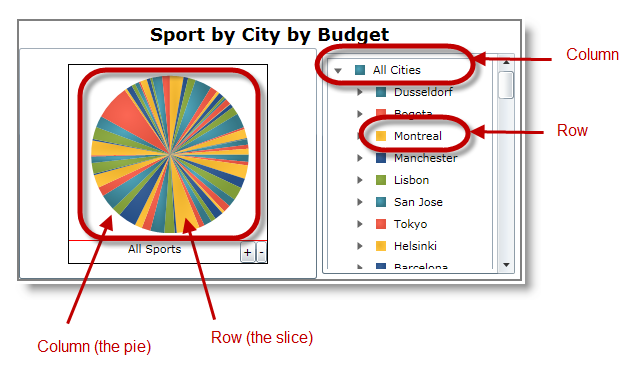 Sport by City by Budget
Column
All Cities
Dusseldorf
Bogota
Row
Montreal
Manchester
Lisbon
San Jose
Tokyo
Helsinki
Barcelona
All Sports
+ -
Column (the pie)
Row (the slice)